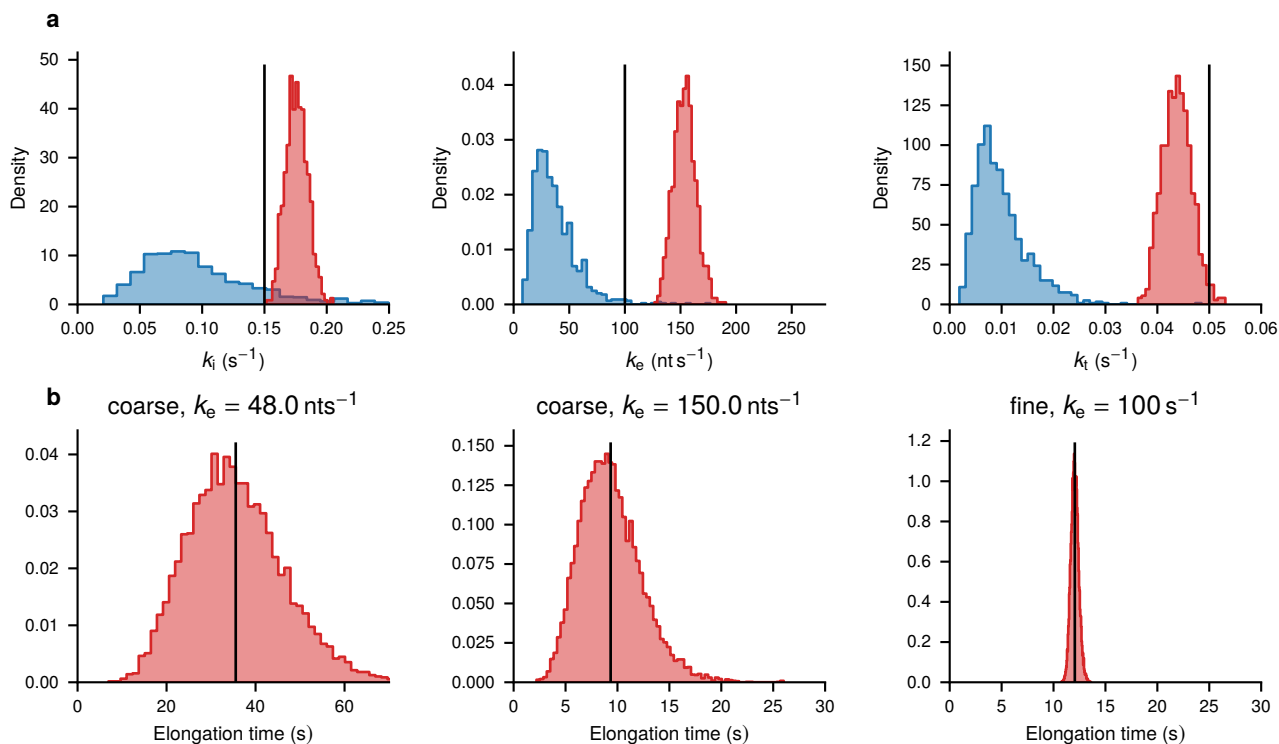 a
Density
50
40
30
20
10
0
0.00 0.05 0.10 0.15 0.20 0.25
kᵢ (s⁻¹)
Density
0.04
0.03
0.02
0.01
0.00
0 50 100 150 200 250
kₑ (nt s⁻¹)
Density
150
125
100
75
50
25
0
0.00 0.01 0.02 0.03 0.04 0.05 0.06
kₜ (s⁻¹)
b
coarse, kₑ = 48.0 nts⁻¹
0.04
0.03
0.02
0.01
0.00
0 20 40 60
Elongation time (s)
coarse, kₑ = 150.0 nts⁻¹
0.150
0.125
0.100
0.075
0.050
0.025
0.000
0 5 10 15 20 25 30
Elongation time (s)
fine, kₑ = 100 s⁻¹
1.2
1.0
0.8
0.6
0.4
0.2
0.0
0 5 10 15 20 25 30
Elongation time (s)